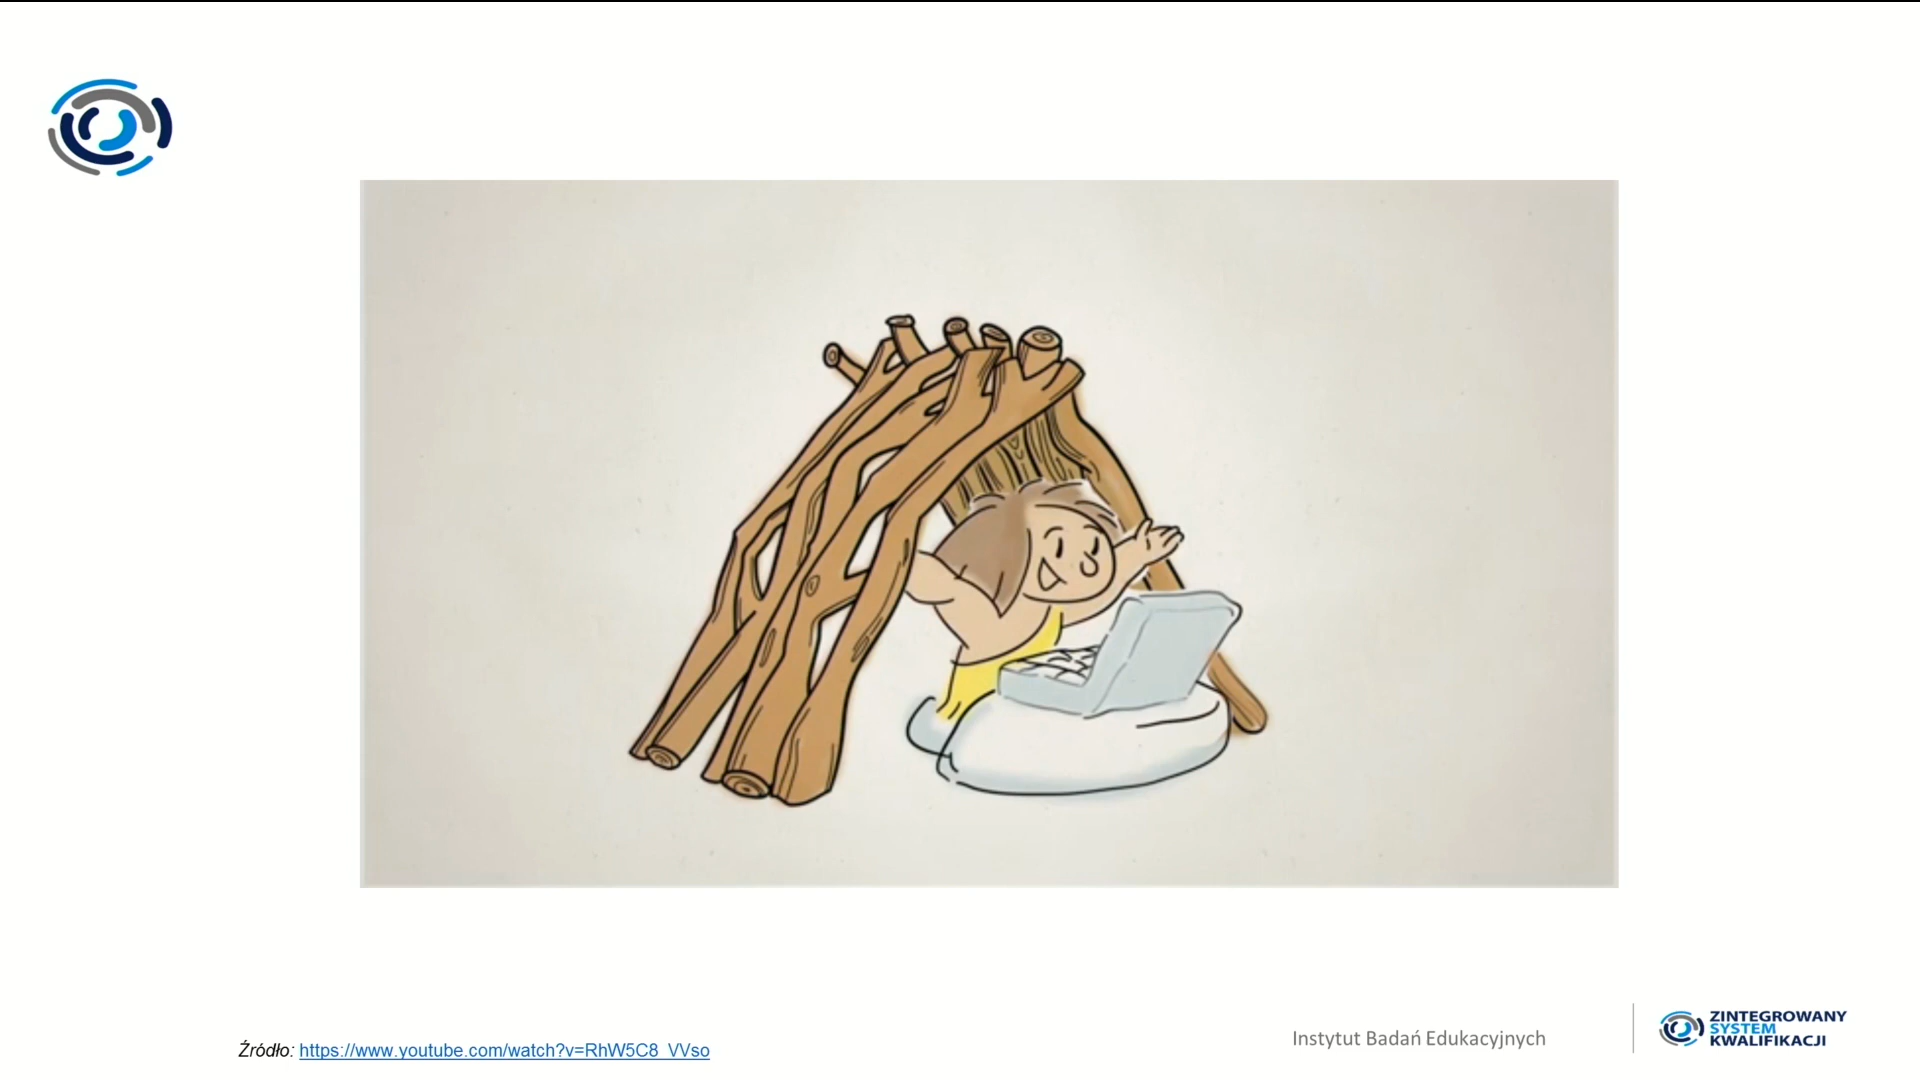 Źródło: https://www.youtube.com/watch?v=RhW5C8_VVso
Instytut Badań Edukacyjnych
ZINTEGROWANY
SYSTEM
KWALIFIKACJI